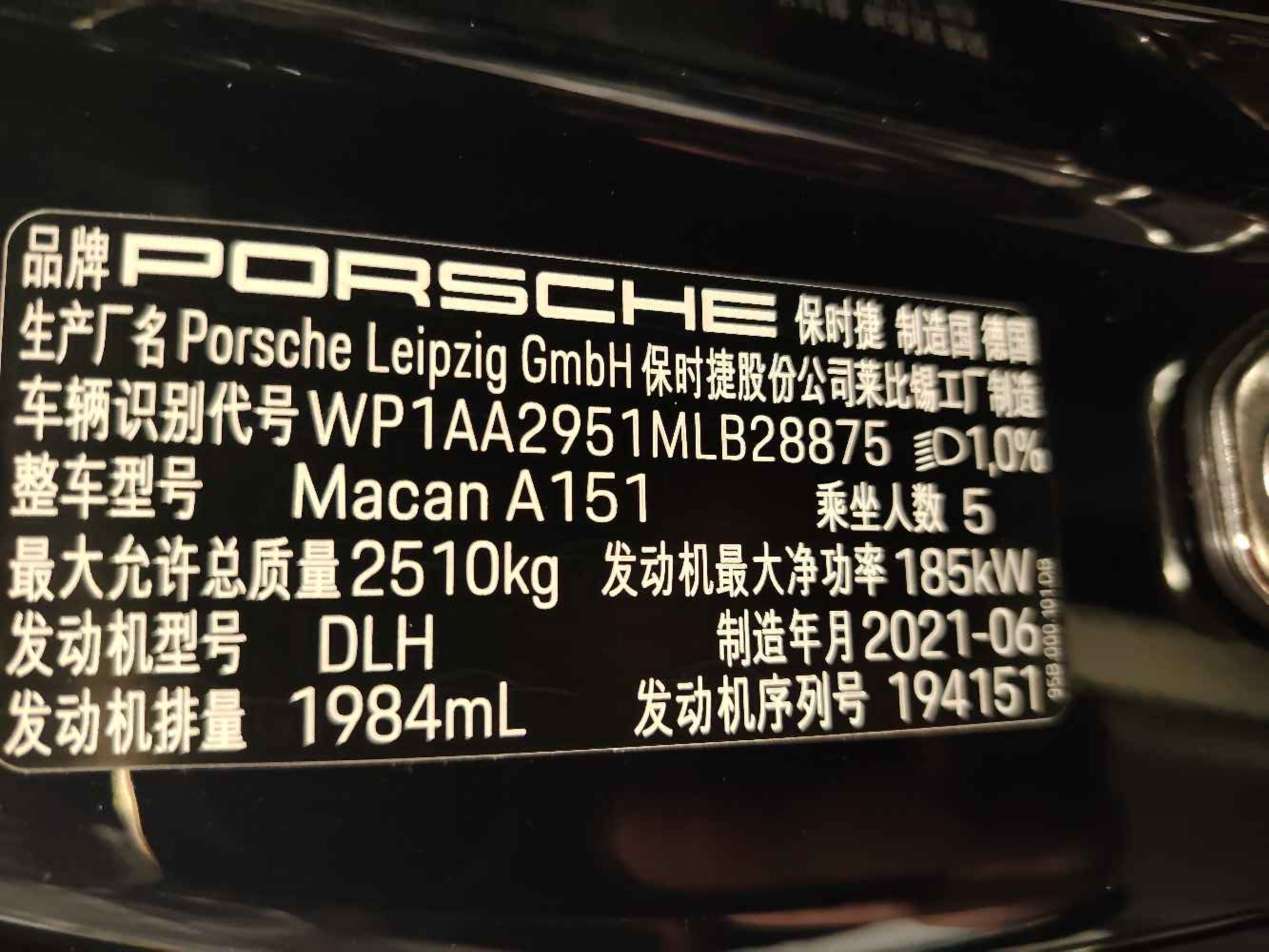 品牌 PORSCHE 保时捷 制造国 德国
生产厂名 Porsche Leipzig GmbH 保时捷股份公司莱比锡工厂制造
车辆识别代号 WP1AA2951MLB28875 1,0%
整车型号 Macan A151 乘坐人数 5
最大允许总质量 2510kg 发动机最大净功率 185kW
发动机型号 DLH 制造年月 2021-06
发动机排量 1984mL 发动机序列号 194151
95B.000.101.DB